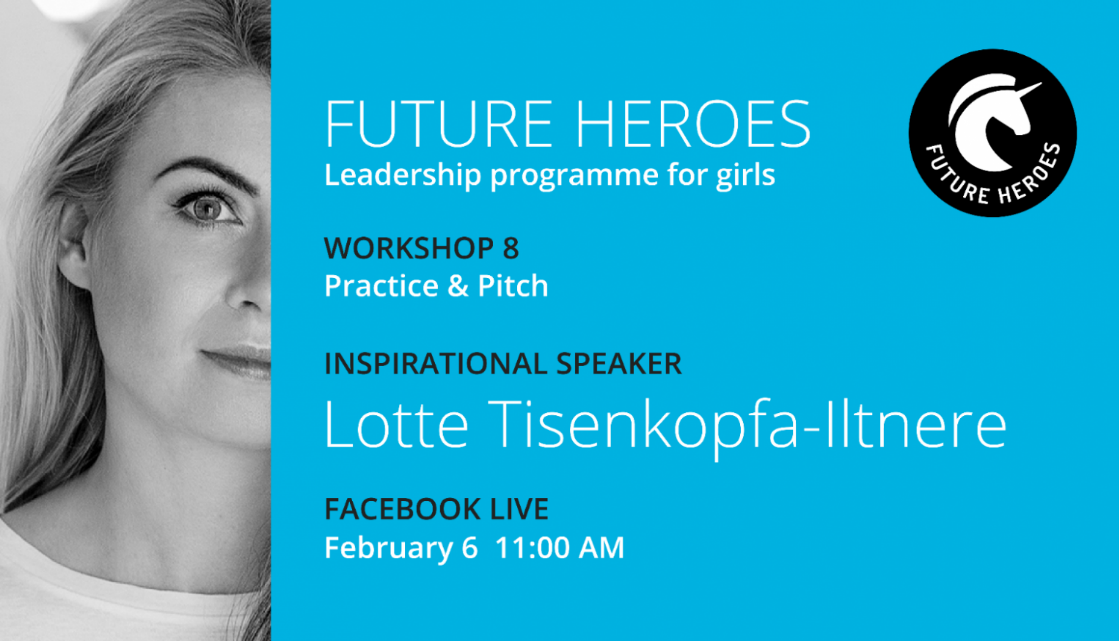 FUTURE HEROES
Leadership programme for girls
FUTURE HEROES
WORKSHOP 8
Practice & Pitch
INSPIRATIONAL SPEAKER
Lotte Tisenkopfa-Iltnere
FACEBOOK LIVE
February 6 11:00 AM